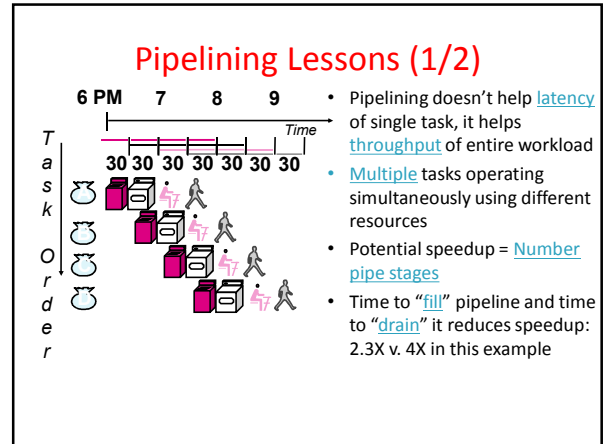 Pipelining Lessons (1/2)
6 PM 7 8 9
Time
30 30 30 30 30 30 30
T
a
s
k
O
r
d
e
r
• Pipelining doesn't help latency
of single task, it helps
throughput of entire workload
• Multiple tasks operating
simultaneously using different
resources
• Potential speedup = Number
pipe stages
• Time to “fill” pipeline and time
to “drain” it reduces speedup:
2.3X v. 4X in this example